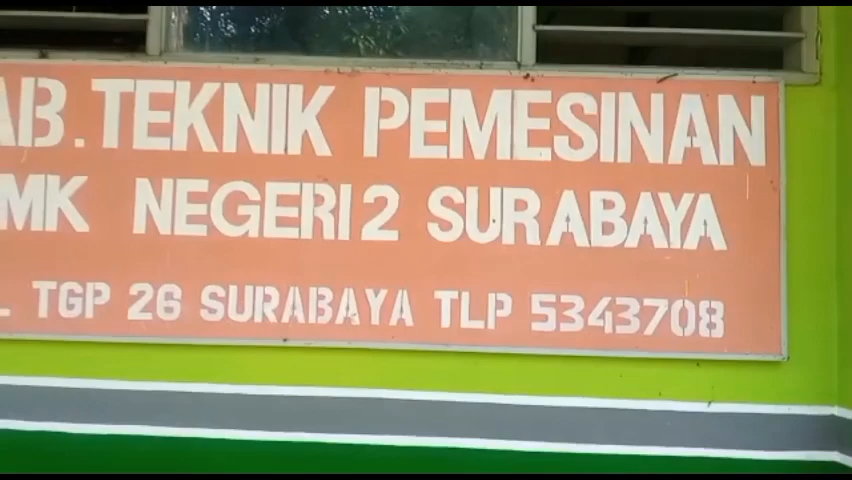 AB. TEKNIK PEMESINAN
MK NEGERI 2 SURABAYA
TGP 26 SURABAYA TLP 5343708